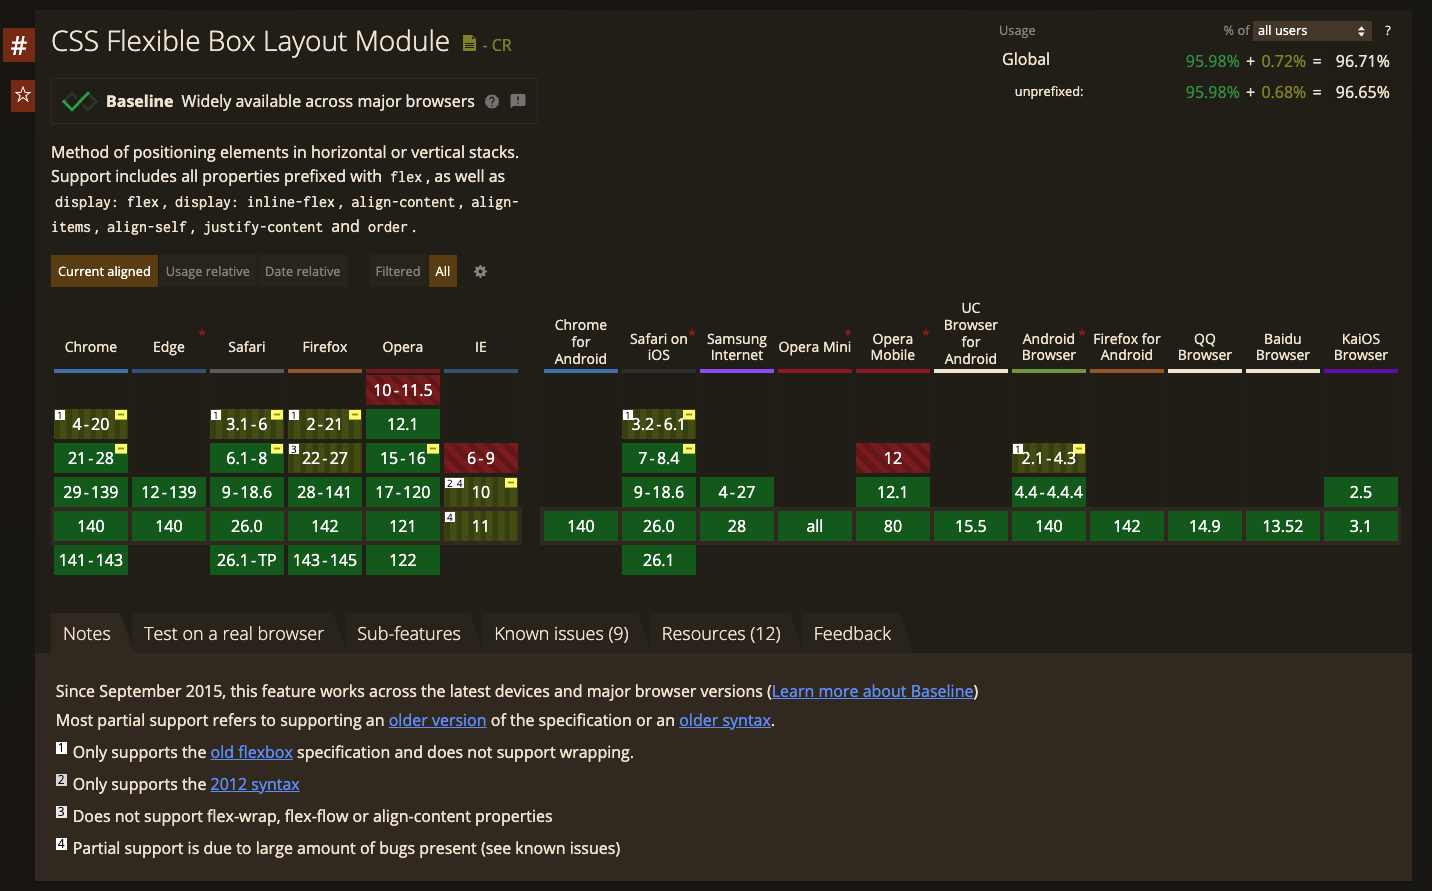 #
CSS Flexible Box Layout Module - CR
Usage % of all users ?
Global 95.98% + 0.72% = 96.71%
unprefixed: 95.98% + 0.68% = 96.65%
Baseline Widely available across major browsers ?
Method of positioning elements in horizontal or vertical stacks.
Support includes all properties prefixed with flex, as well as
display: flex, display: inline-flex, align-content, align-
items, align-self, justify-content and order.
Current aligned Usage relative Date relative Filtered All
Chrome Edge * Safari Firefox Opera IE
Chrome for Android
Safari on iOS *
Samsung Internet
Opera Mini *
Opera Mobile *
UC Browser for Android
Android Browser *
Firefox for Android
QQ Browser
Baidu Browser
KaiOS Browser
10-11.5
1 4-20 1 3.1-6 1 2-21 12.1 1 3.2-6.1
21-28 6.1-8 3 22-27 15-16 6-9 7-8.4 12 1 2.1-4.3
29-139 12-139 9-18.6 28-141 17-120 2 4 10 9-18.6 4-27 12.1 4.4-4.4.4 2.5
140 140 26.0 142 121 4 11 140 26.0 28 all 80 15.5 140 142 14.9 13.52 3.1
141-143 26.1-TP 143-145 122 26.1
Notes Test on a real browser Sub-features Known issues (9) Resources (12) Feedback
Since September 2015, this feature works across the latest devices and major browser versions (Learn more about Baseline)
Most partial support refers to supporting an older version of the specification or an older syntax.
1 Only supports the old flexbox specification and does not support wrapping.
2 Only supports the 2012 syntax
3 Does not support flex-wrap, flex-flow or align-content properties
4 Partial support is due to large amount of bugs present (see known issues)